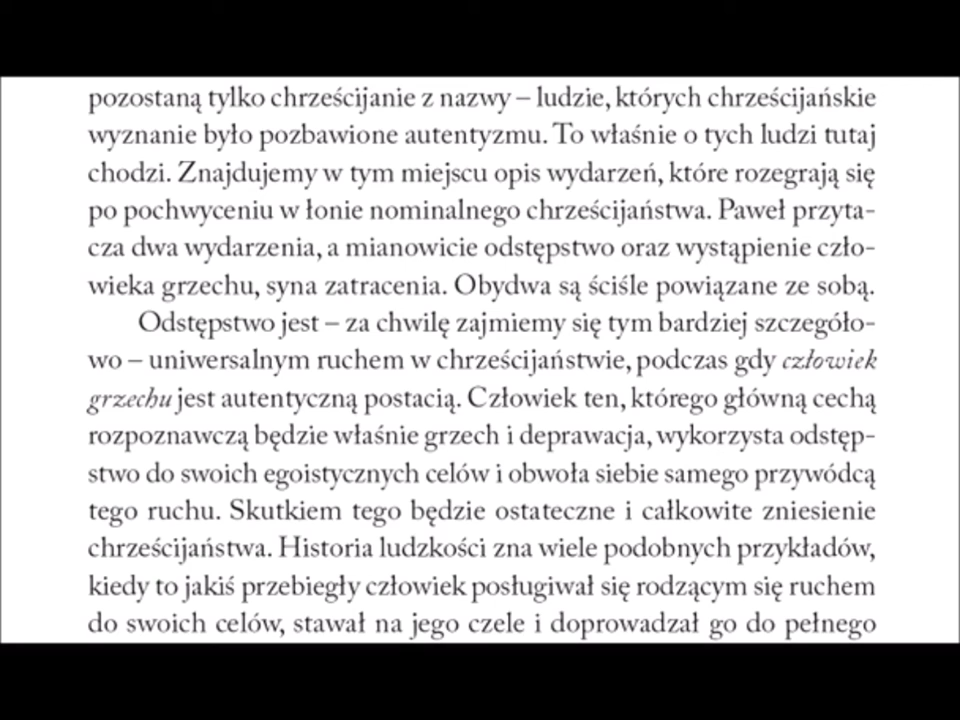 pozostaną tylko chrześcijanie z nazwy – ludzie, których chrześcijańskie
wyznanie było pozbawione autentyzmu. To właśnie o tych ludzi tutaj
chodzi. Znajdujemy w tym miejscu opis wydarzeń, które rozegrają się
po pochwyceniu w łonie nominalnego chrześcijaństwa. Paweł przyta-
cza dwa wydarzenia, a mianowicie odstępstwo oraz wystąpienie czło-
wieka grzechu, syna zatracenia. Obydwa są ściśle powiązane ze sobą.
Odstępstwo jest – za chwilę zajmiemy się tym bardziej szczegóło-
wo – uniwersalnym ruchem w chrześcijaństwie, podczas gdy człowiek
grzechu jest autentyczną postacią. Człowiek ten, którego główną cechą
rozpoznawczą będzie właśnie grzech i deprawacja, wykorzysta odstęp-
stwo do swoich egoistycznych celów i obwoła siebie samego przywódcą
tego ruchu. Skutkiem tego będzie ostateczne i całkowite zniesienie
chrześcijaństwa. Historia ludzkości zna wiele podobnych przykładów,
kiedy to jakiś przebiegły człowiek posługiwał się rodzącym się ruchem
do swoich celów, stawał na jego czele i doprowadzał go do pełnego